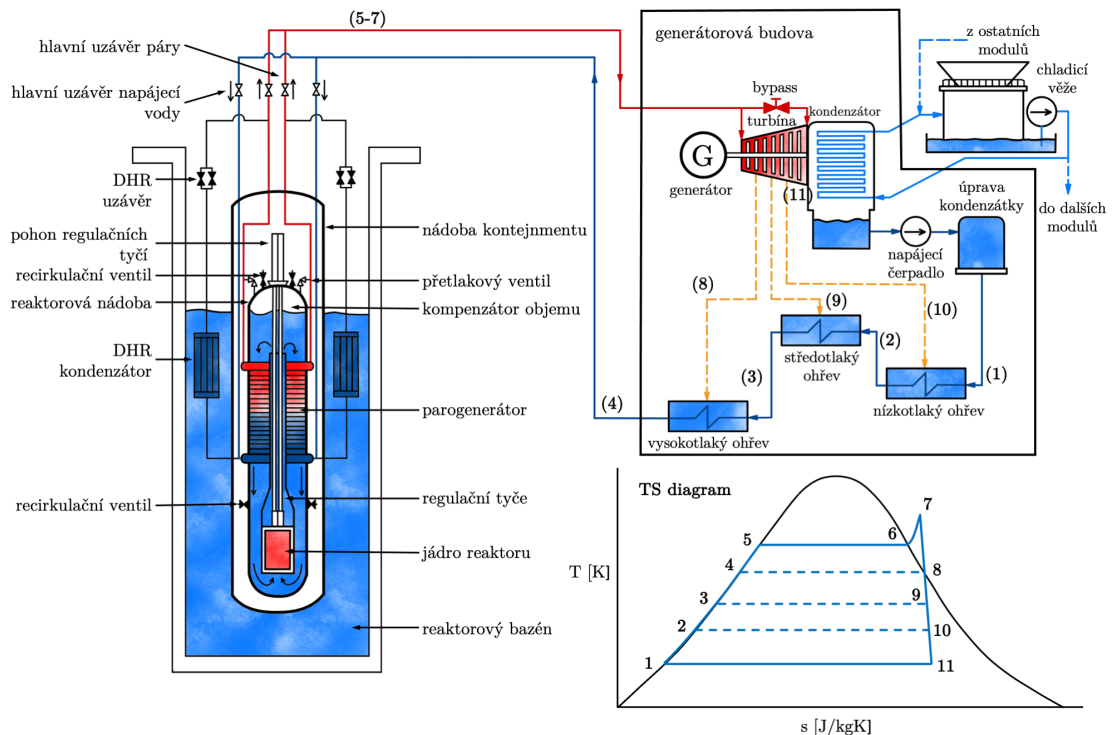 (5-7)
hlavní uzávěr páry
hlavní uzávěr napájecí
vody
DHR
uzávěr
pohon regulačních
tyčí
recirkulační ventil
reaktorová nádoba
DHR
kondenzátor
recirkulační ventil
nádoba kontejnmentu
přetlakový ventil
kompenzátor objemu
parogenerátor
regulační tyče
jádro reaktoru
reaktorový bazén
generátorová budova
z ostatních
modulů
chladicí
věže
bypass
turbína
kondenzátor
G
generátor
(11)
úprava
kondenzátky
do dalších
modulů
napájecí
čerpadlo
(8)
(9)
(10)
středotlaký
ohřev
(2)
(1)
(3)
nízkotlaký ohřev
(4)
vysokotlaký ohřev
TS diagram
T [K]
s [J/kgK]
1
2
3
4
5
6
7
8
9
10
11